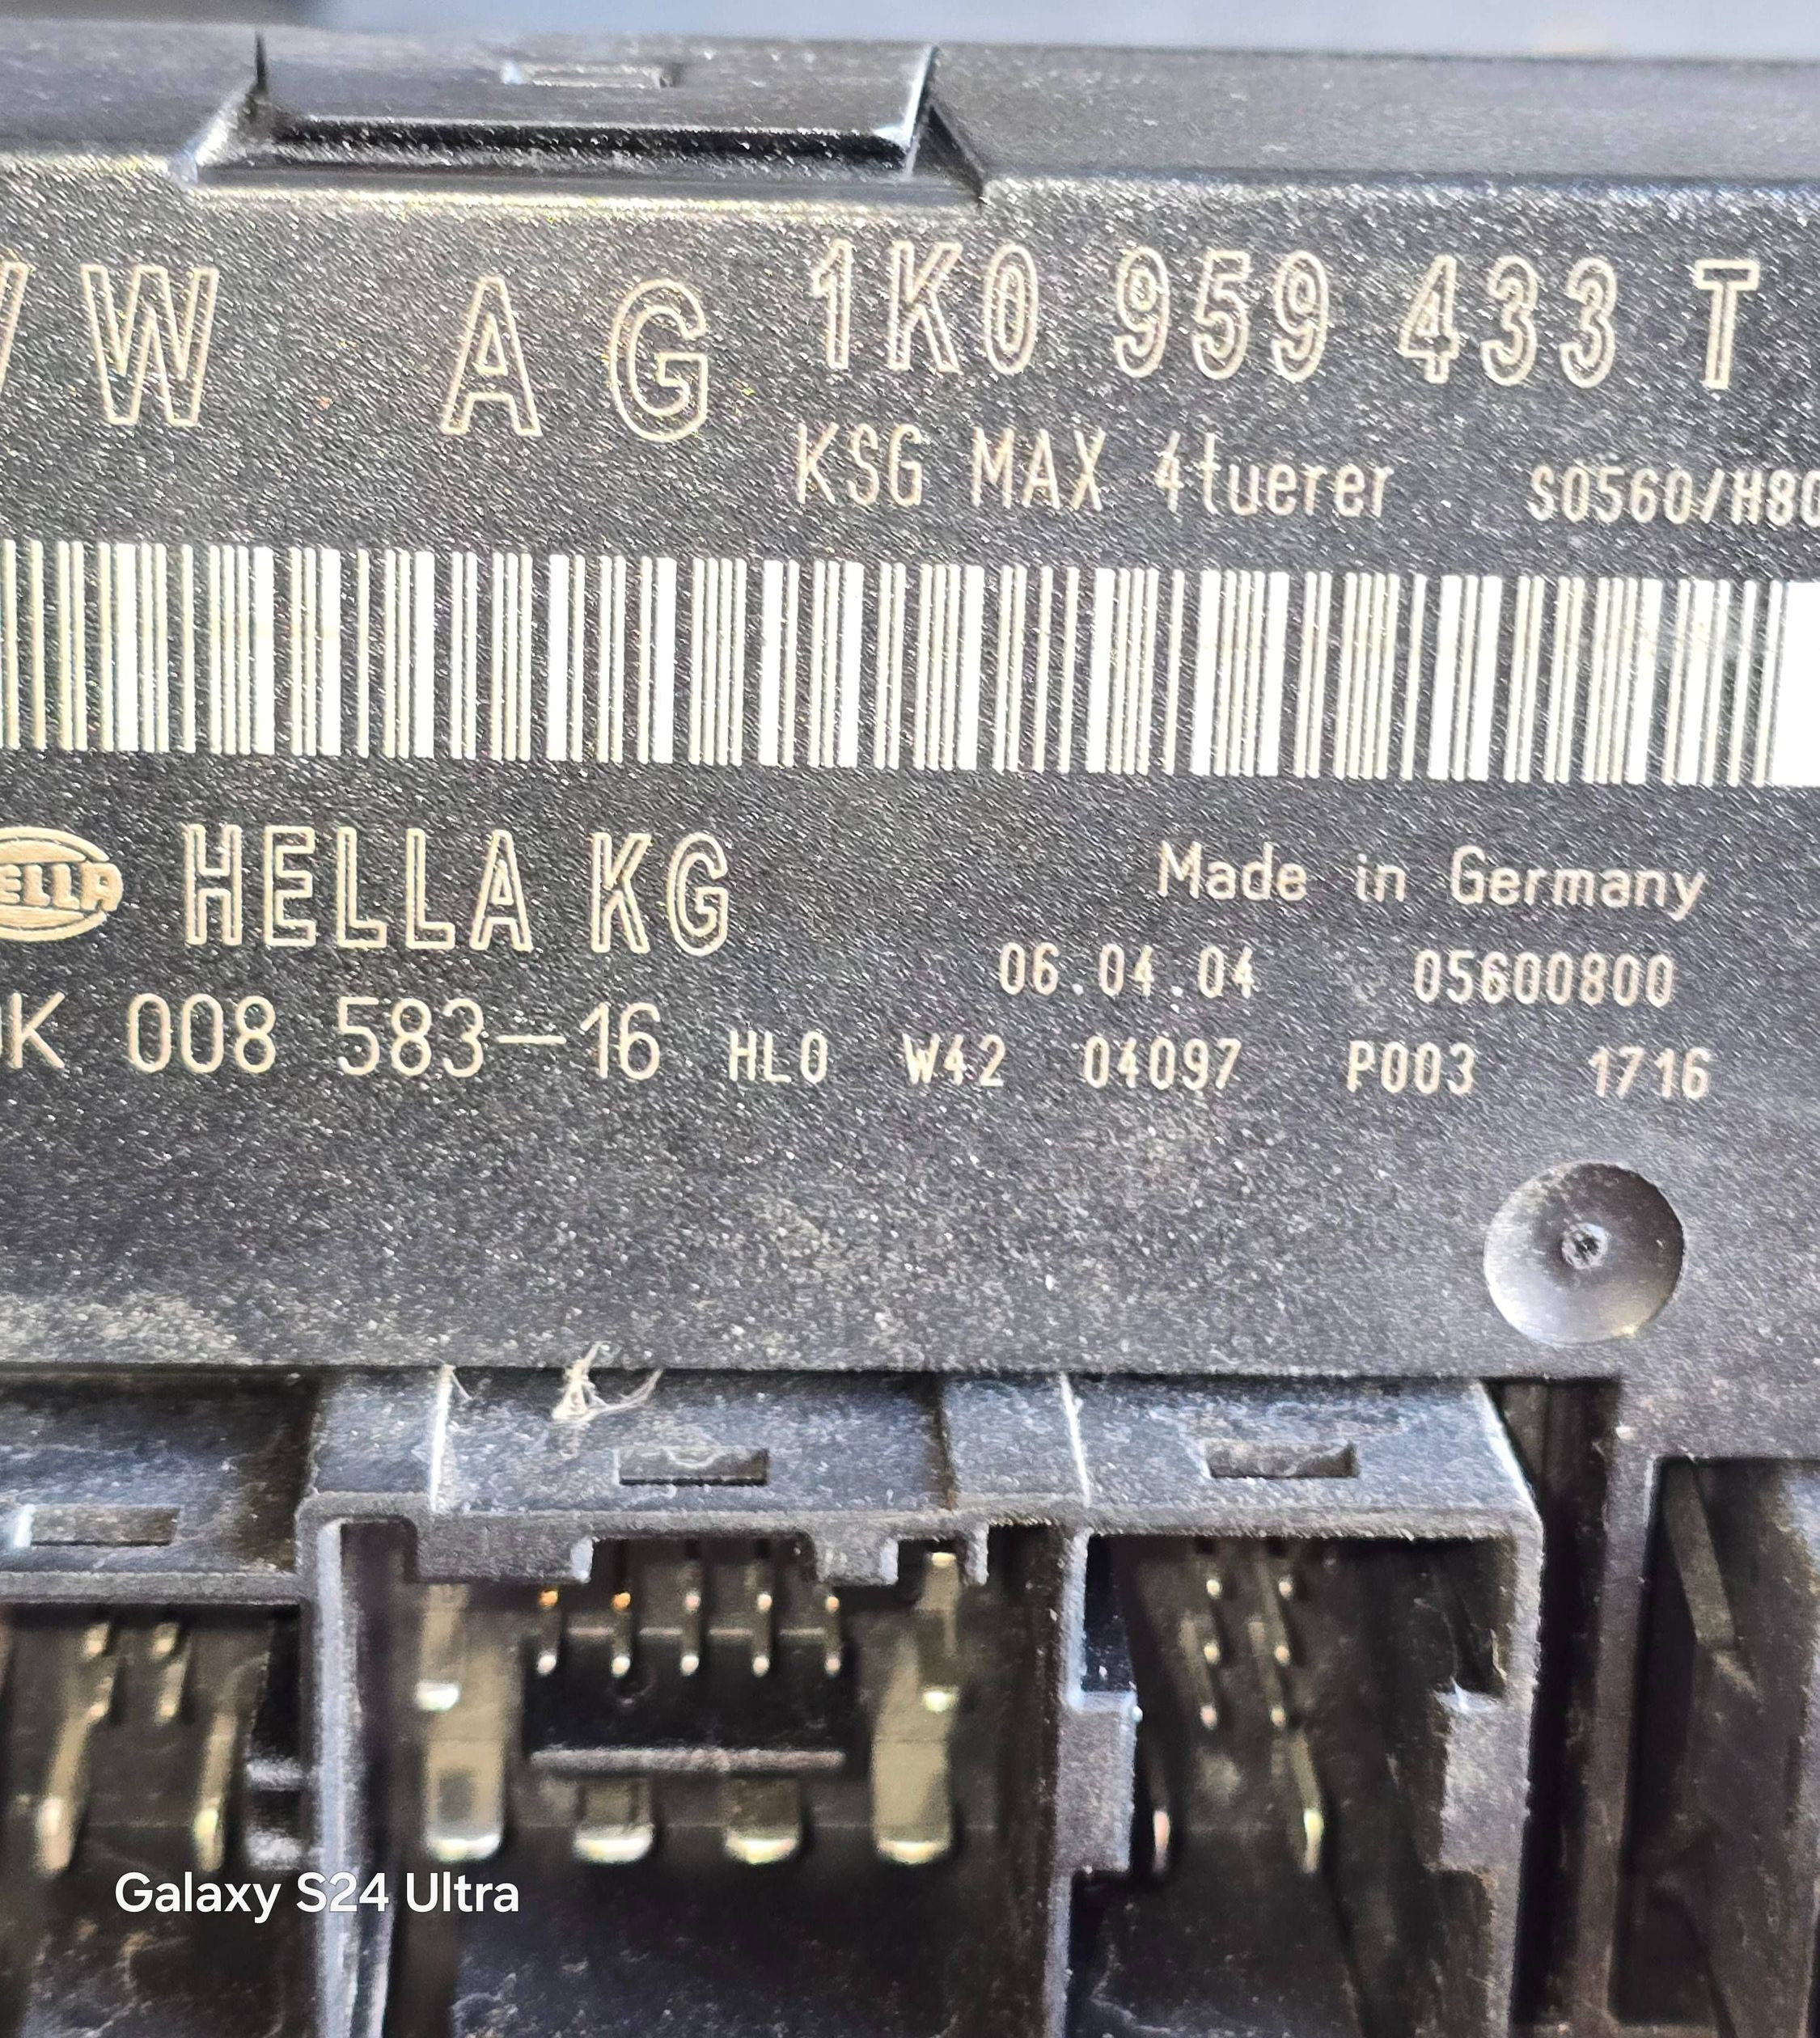 VW AG 1K0 959 433 T
KSG MAX 4tuerer S0560/H80
HELLA KG Made in Germany
06.04.04 05600800
K 008 583-16 HLO W42 04097 P003 1716
Galaxy S24 Ultra